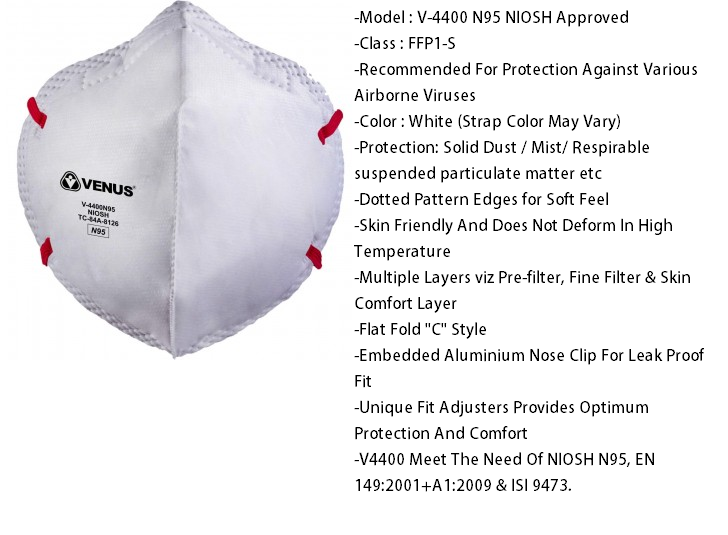 VENUS
V-4400N95
NIOSH
TC-84A-8126
N95
-Model : V-4400 N95 NIOSH Approved
-Class : FFP1-S
-Recommended For Protection Against Various
Airborne Viruses
-Color : White (Strap Color May Vary)
-Protection: Solid Dust / Mist/ Respirable
suspended particulate matter etc
-Dotted Pattern Edges for Soft Feel
-Skin Friendly And Does Not Deform In High
Temperature
-Multiple Layers viz Pre-filter, Fine Filter & Skin
Comfort Layer
-Flat Fold "C" Style
-Embedded Aluminium Nose Clip For Leak Proof
Fit
-Unique Fit Adjusters Provides Optimum
Protection And Comfort
-V4400 Meet The Need Of NIOSH N95, EN
149:2001+A1:2009 & ISI 9473.